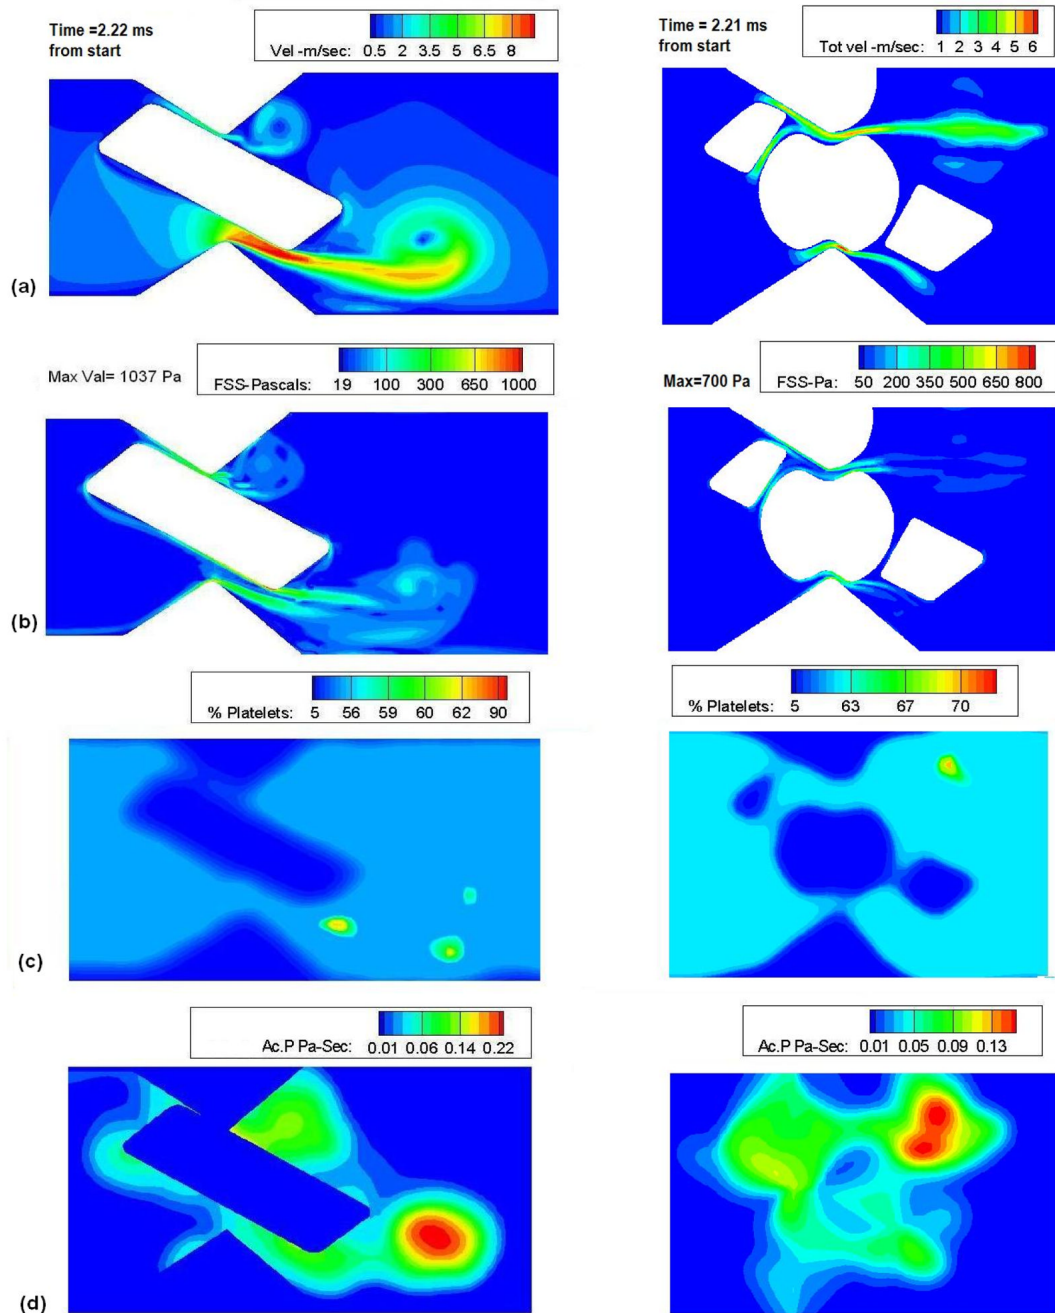 Time =2.22 ms
from start
Vel -m/sec:
0.5 2 3.5 5 6.5 8
Time = 2.21 ms
from start
Tot vel -m/sec:
1 2 3 4 5 6
(a)
Max Val= 1037 Pa
FSS-Pascals:
19 100 300 650 1000
Max=700 Pa
FSS-Pa:
50 200 350 500 650 800
(b)
% Platelets:
5 56 59 60 62 90
% Platelets:
5 63 67 70
(c)
Ac.P Pa-Sec:
0.01 0.06 0.14 0.22
Ac.P Pa-Sec:
0.01 0.05 0.09 0.13
(d)